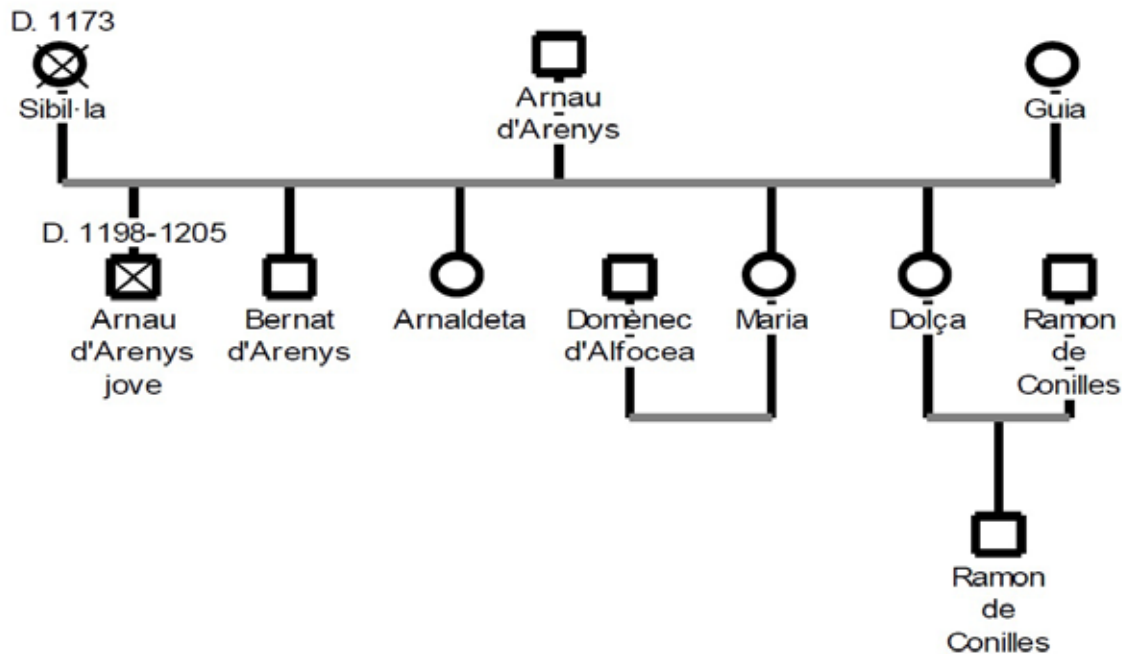 D. 1173
Sibil·la
Arnau
d'Arenys
Guia
D. 1198-1205
Arnau
d'Arenys
jove
Bernat
d'Arenys
Arnaldeta
Domènec
d'Alfocea
Maria
Dolça
Ramon
de
Conilles
Ramon
de
Conilles